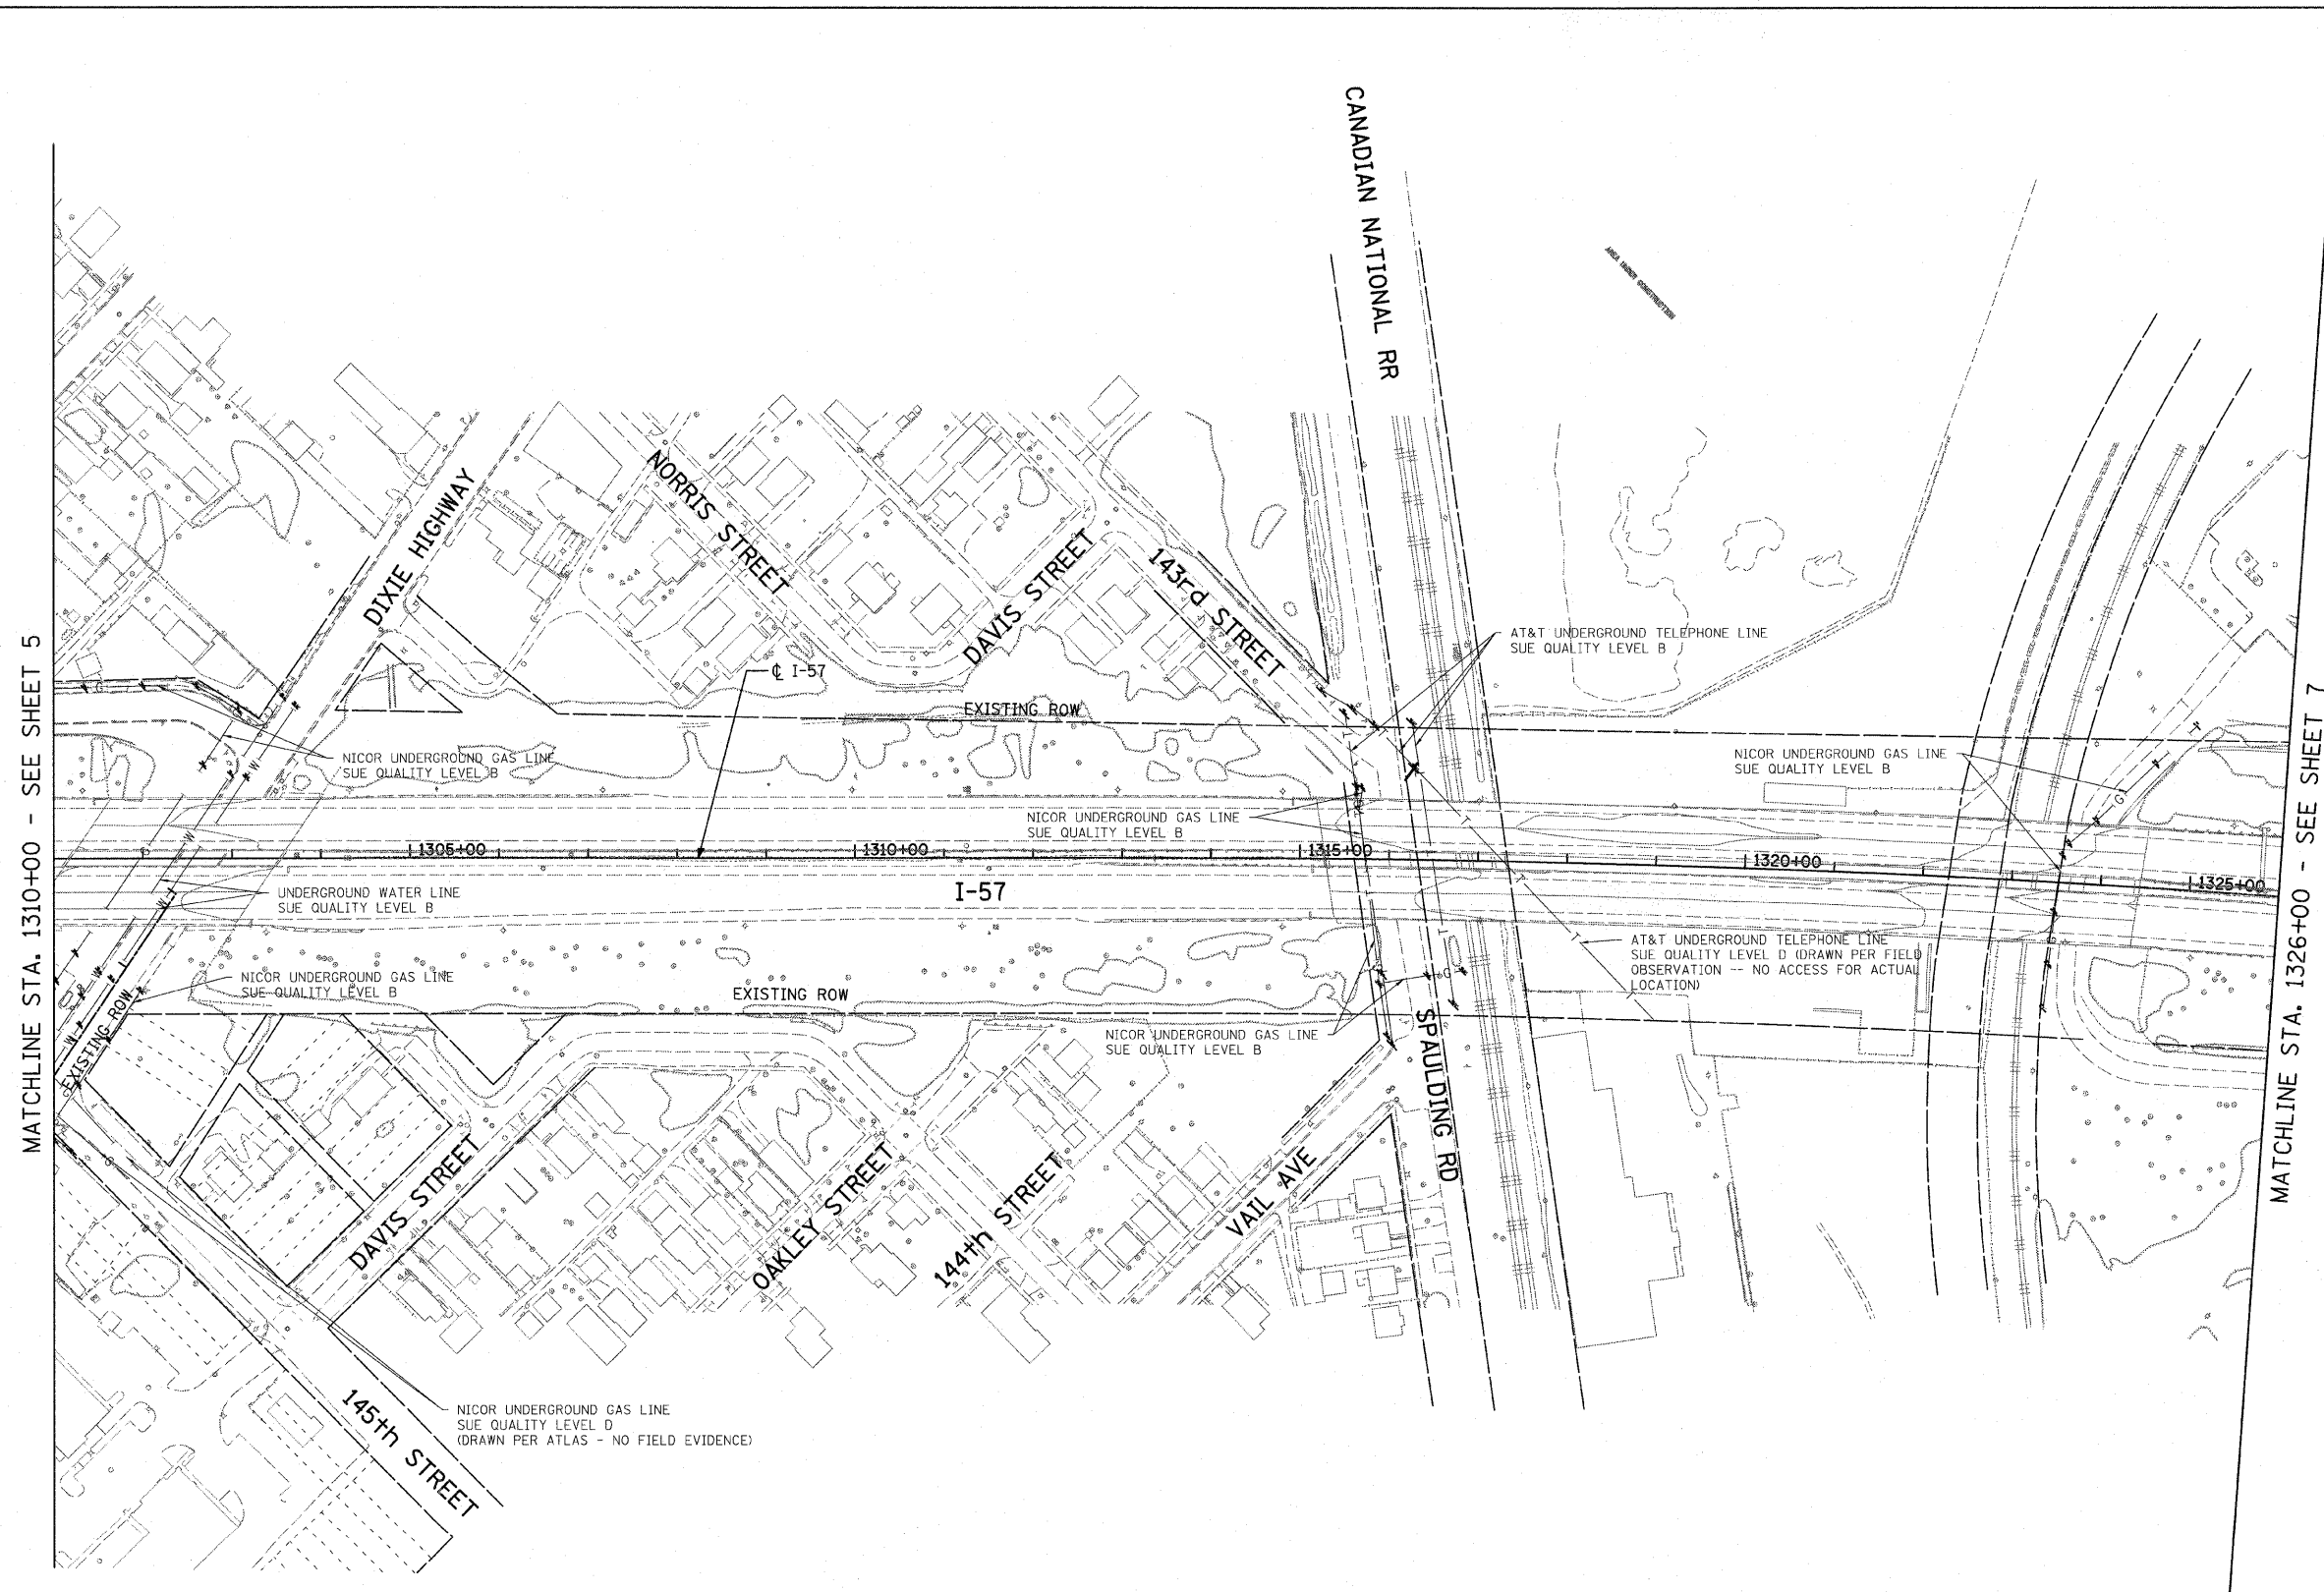 CANADIAN NATIONAL RR
AREA UNDER CONSTRUCTION
DIXIE HIGHWAY
NORRIS STREET
DAVIS STREET
143rd STREET
AT&T UNDERGROUND TELEPHONE LINE
SUE QUALITY LEVEL B
MATCHLINE STA. 1310+00 - SEE SHEET 5
℄ I-57
EXISTING ROW
NICOR UNDERGROUND GAS LINE
SUE QUALITY LEVEL B
NICOR UNDERGROUND GAS LINE
SUE QUALITY LEVEL B
NICOR UNDERGROUND GAS LINE
SUE QUALITY LEVEL B
1305+00
1310+00
1315+00
1320+00
1325+00
I-57
UNDERGROUND WATER LINE
SUE QUALITY LEVEL B
AT&T UNDERGROUND TELEPHONE LINE
SUE QUALITY LEVEL D (DRAWN PER FIELD
OBSERVATION -- NO ACCESS FOR ACTUAL
LOCATION)
NICOR UNDERGROUND GAS LINE
SUE QUALITY LEVEL B
EXISTING ROW
EXISTING ROW
NICOR UNDERGROUND GAS LINE
SUE QUALITY LEVEL B
SPAULDING RD
MATCHLINE STA. 1326+00 - SEE SHEET 7
DAVIS STREET
OAKLEY STREET
144th STREET
VAIL AVE
145th STREET
NICOR UNDERGROUND GAS LINE
SUE QUALITY LEVEL D
(DRAWN PER ATLAS - NO FIELD EVIDENCE)